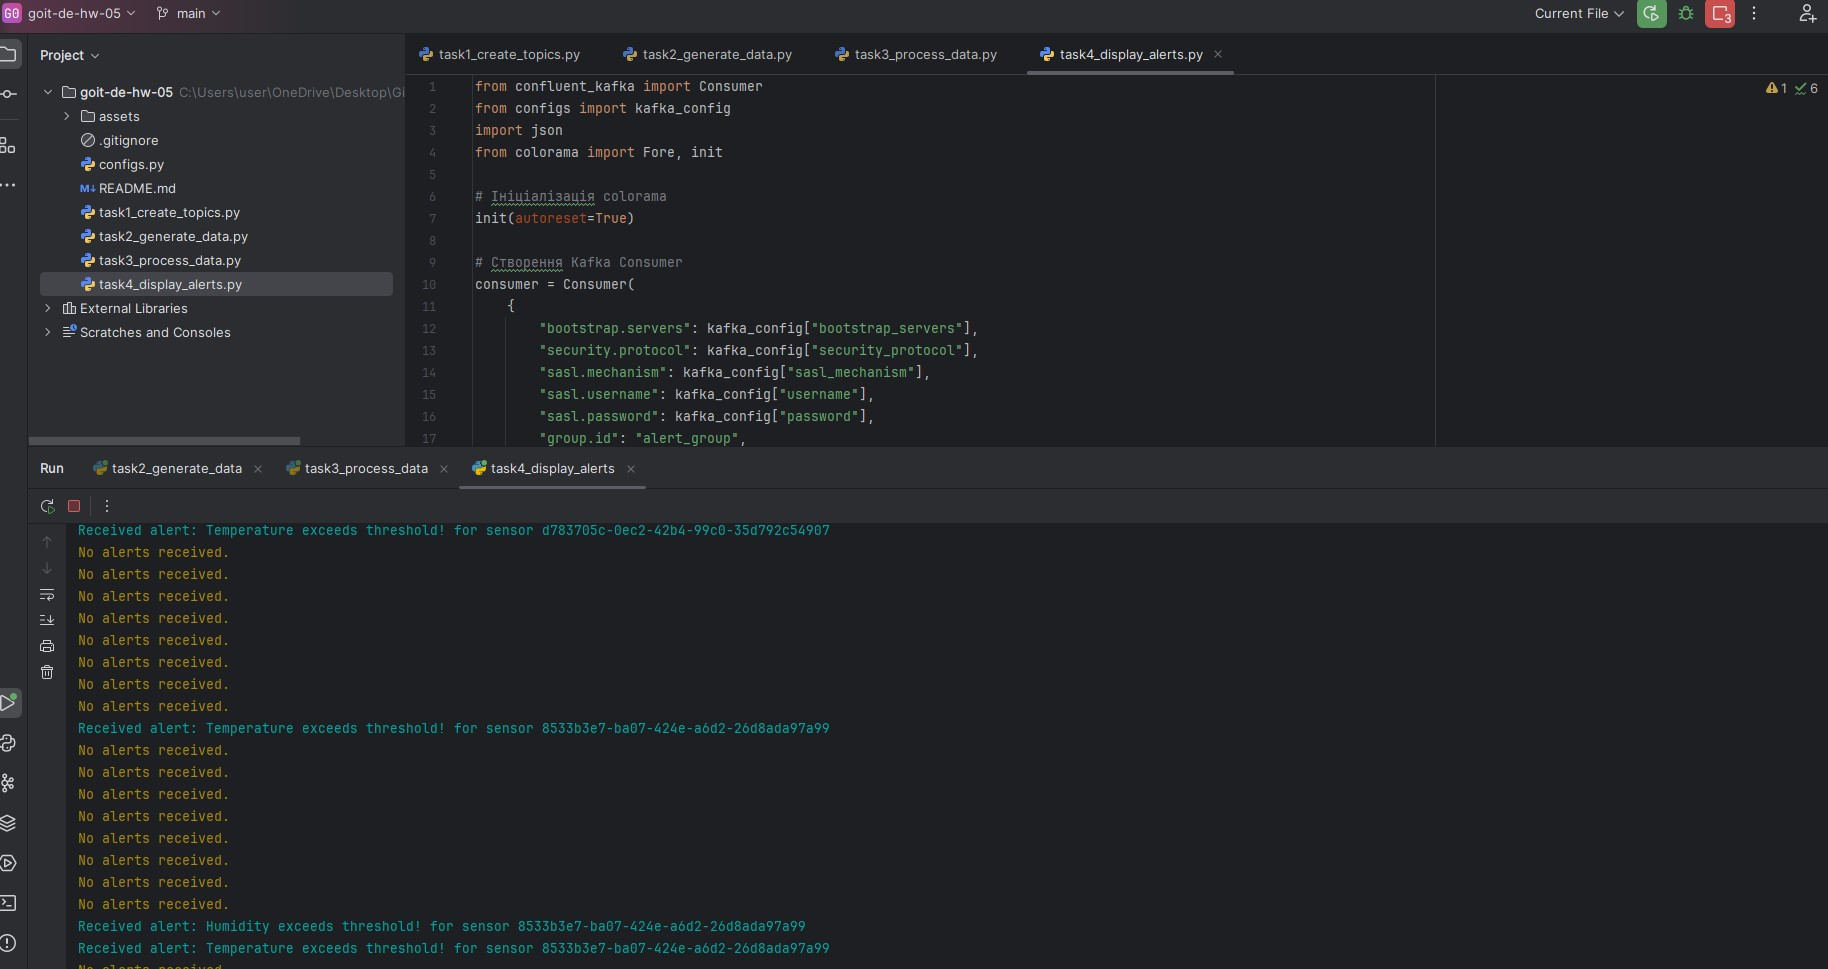 G0 goit-de-hw-05 main Current File 3
Project
goit-de-hw-05 C:\Users\user\OneDrive\Desktop\Gi
assets
.gitignore
configs.py
M↓ README.md
task1_create_topics.py
task2_generate_data.py
task3_process_data.py
task4_display_alerts.py
External Libraries
Scratches and Consoles
task1_create_topics.py task2_generate_data.py task3_process_data.py task4_display_alerts.py
1 from confluent_kafka import Consumer
2 from configs import kafka_config
3 import json
4 from colorama import Fore, init
5
6 # Ініціалізація colorama
7 init(autoreset=True)
8
9 # Створення Kafka Consumer
10 consumer = Consumer(
11 {
12 "bootstrap.servers": kafka_config["bootstrap_servers"],
13 "security.protocol": kafka_config["security_protocol"],
14 "sasl.mechanism": kafka_config["sasl_mechanism"],
15 "sasl.username": kafka_config["username"],
16 "sasl.password": kafka_config["password"],
17 "group.id": "alert_group",
1 6
Run task2_generate_data task3_process_data task4_display_alerts
Received alert: Temperature exceeds threshold! for sensor d783705c-0ec2-42b4-99c0-35d792c54907
No alerts received.
No alerts received.
No alerts received.
No alerts received.
No alerts received.
No alerts received.
No alerts received.
No alerts received.
Received alert: Temperature exceeds threshold! for sensor 8533b3e7-ba07-424e-a6d2-26d8ada97a99
No alerts received.
No alerts received.
No alerts received.
No alerts received.
No alerts received.
No alerts received.
No alerts received.
No alerts received.
Received alert: Humidity exceeds threshold! for sensor 8533b3e7-ba07-424e-a6d2-26d8ada97a99
Received alert: Temperature exceeds threshold! for sensor 8533b3e7-ba07-424e-a6d2-26d8ada97a99
No alerts received.